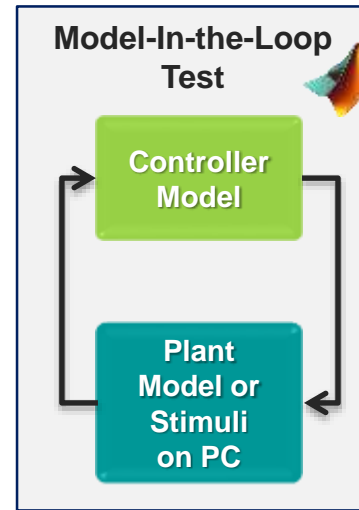 Model-In-the-Loop
Test
Controller
Model
Plant
Model or
Stimuli
on PC